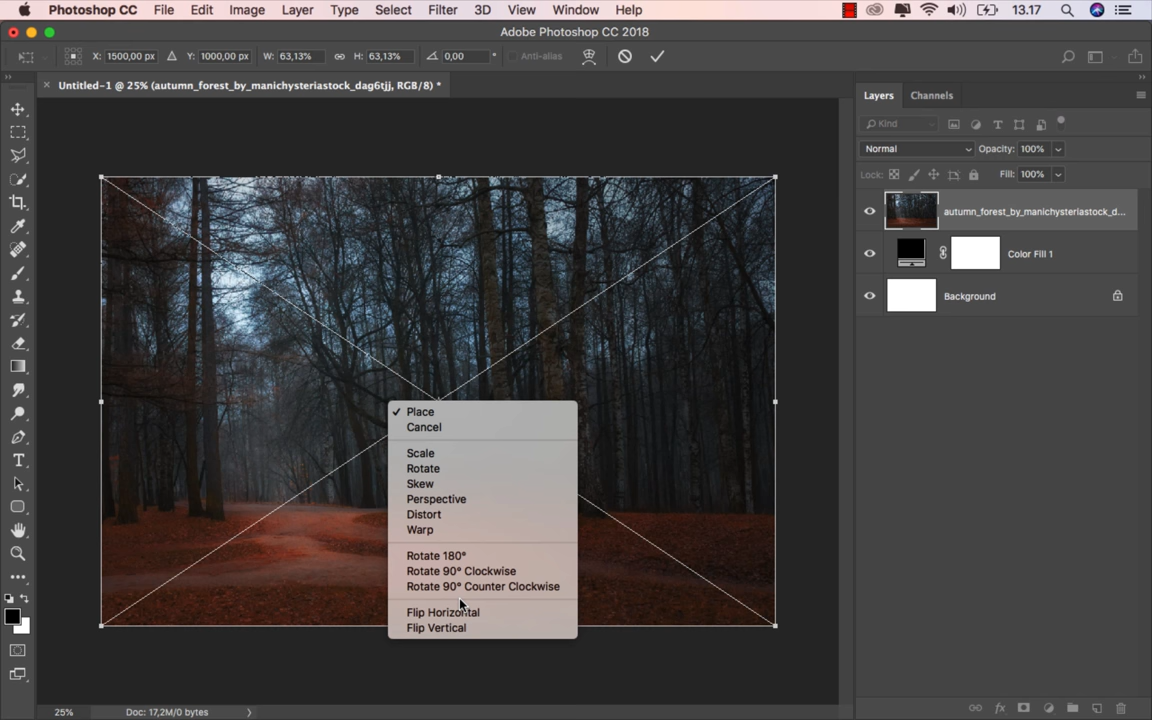 Photoshop CC File Edit Image Layer Type Select Filter 3D View Window Help 13.17
Adobe Photoshop CC 2018
X: 1500,00 px Y: 1000,00 px W: 63,13% H: 63,13% 0,00 ° Anti-alias
Untitled-1 @ 25% (autumn_forest_by_manichysteriastock_dag6tjj, RGB/8) *
Layers Channels
Kind
Normal Opacity: 100%
Lock: Fill: 100%
autumn_forest_by_manichysteriastock_d...
Color Fill 1
Background
Place
Cancel
Scale
Rotate
Skew
Perspective
Distort
Warp
Rotate 180°
Rotate 90° Clockwise
Rotate 90° Counter Clockwise
Flip Horizontal
Flip Vertical
25% Doc: 17,2M/0 bytes